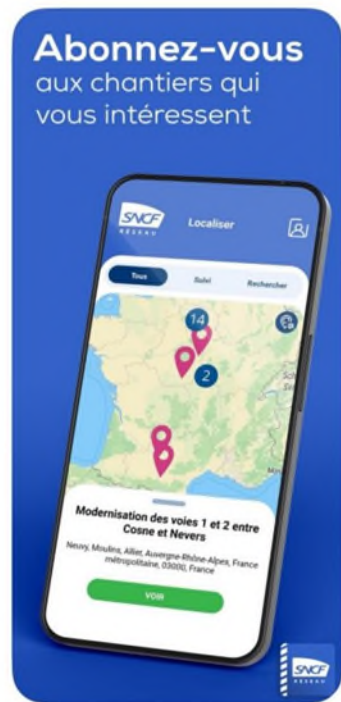 Abonnez-vous
aux chantiers qui
vous intéressent
SNCF
RÉSEAU
Localiser
Tous
Suivi
Rechercher
14
2
Modernisation des voies 1 et 2 entre
Cosne et Nevers
Neuvy, Moulins, Allier, Auvergne-Rhône-Alpes, France
métropolitaine, 03000, France
VOIR
SNCF
RÉSEAU